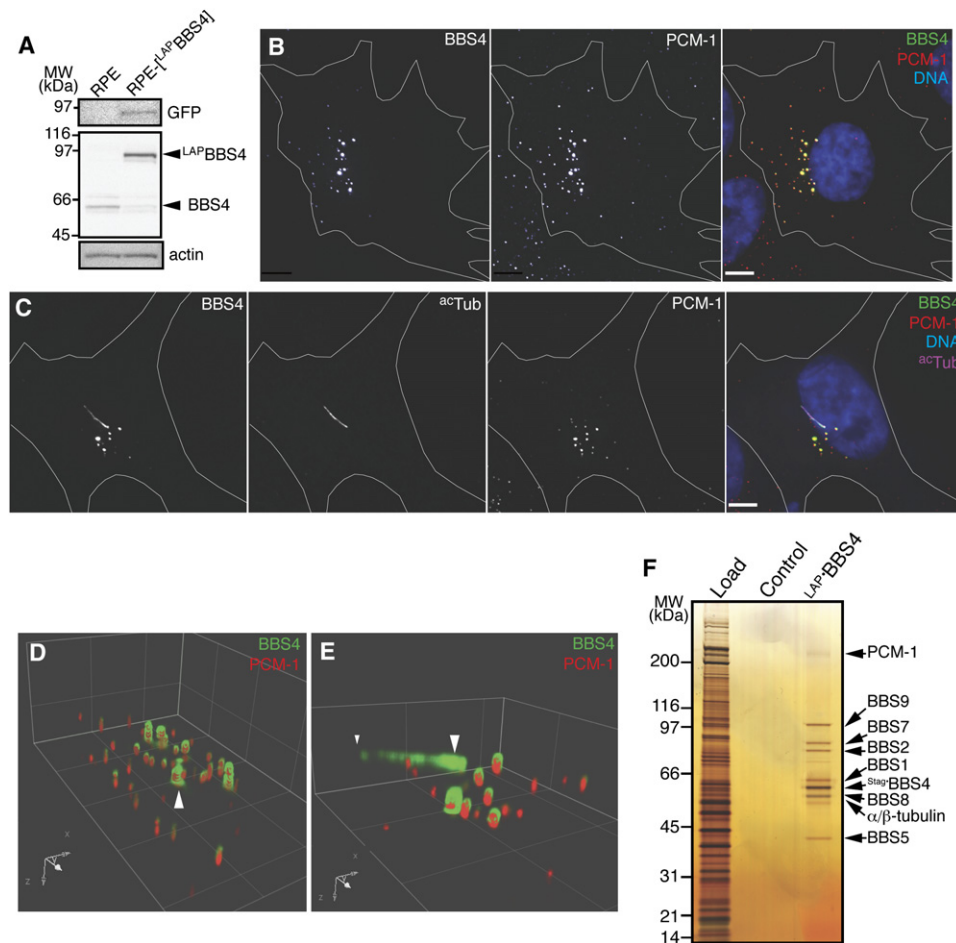 A
MW
(kDa)
RPE
RPE-[LAPBBS4]
97
GFP
116
97
LAPBBS4
66
BBS4
45
actin
B
BBS4
PCM-1
BBS4
PCM-1
DNA
C
BBS4
acTub
PCM-1
BBS4
PCM-1
DNA
acTub
D
BBS4
PCM-1
X
Z
E
BBS4
PCM-1
X
Z
F
MW
(kDa)
Load
Control
LAP-BBS4
200
116
97
66
45
31
21
14
PCM-1
BBS9
BBS7
BBS2
BBS1
Stag-BBS4
BBS8
α/β-tubulin
BBS5